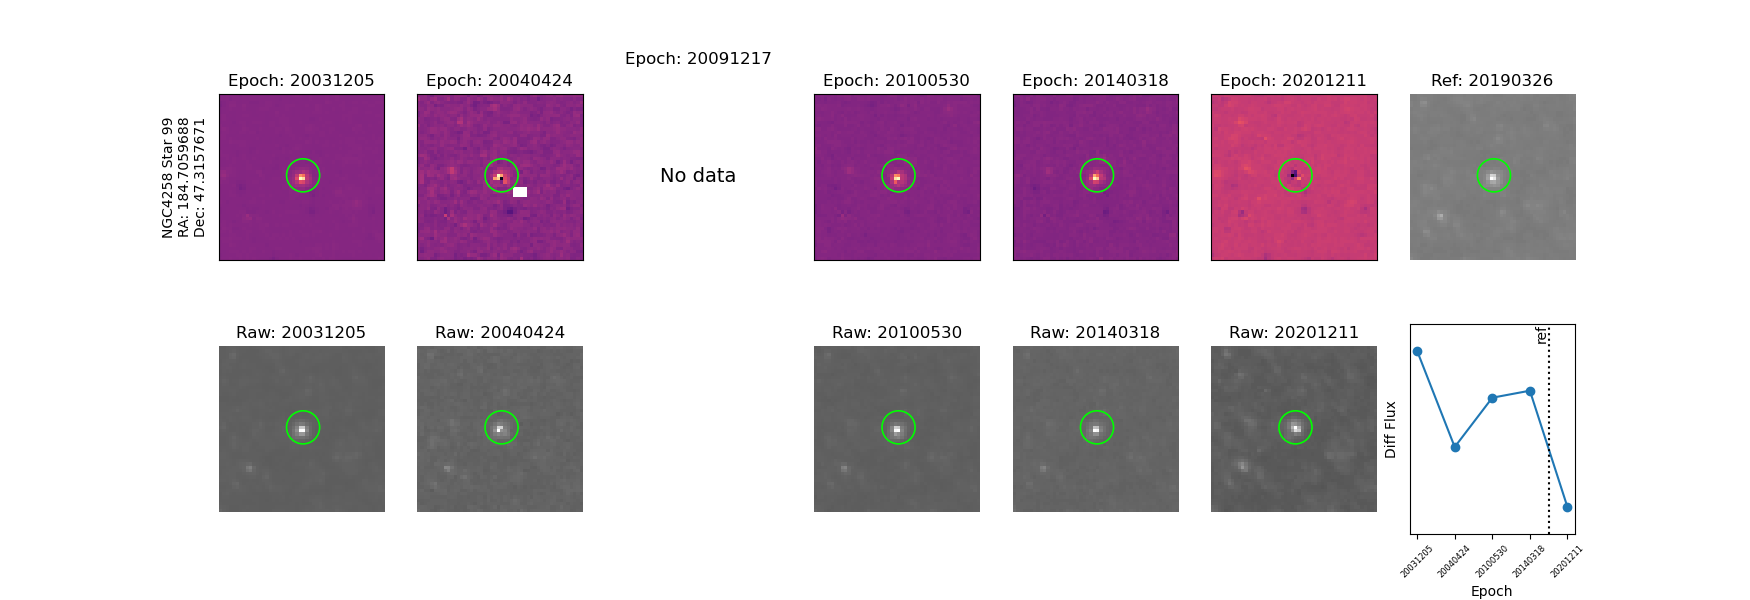 Epoch: 20091217
Epoch: 20031205
Epoch: 20040424
Epoch: 20100530
Epoch: 20140318
Epoch: 20201211
Ref: 20190326
NGC4258 Star 99
RA: 184.7059688
Dec: 47.3157671
No data
Raw: 20031205
Raw: 20040424
Raw: 20100530
Raw: 20140318
Raw: 20201211
ref
Diff Flux
20031205
20040424
20100530
20140318
20201211
Epoch